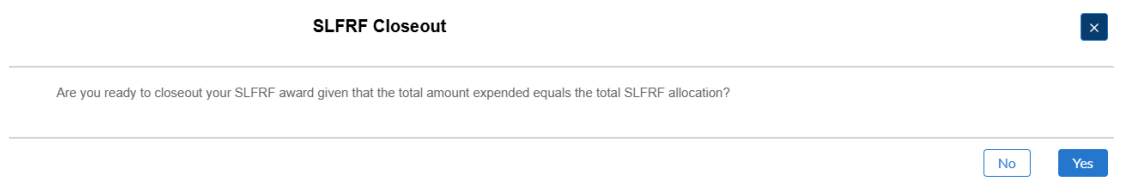 SLFRF Closeout
×
Are you ready to closeout your SLFRF award given that the total amount expended equals the total SLFRF allocation?
No Yes